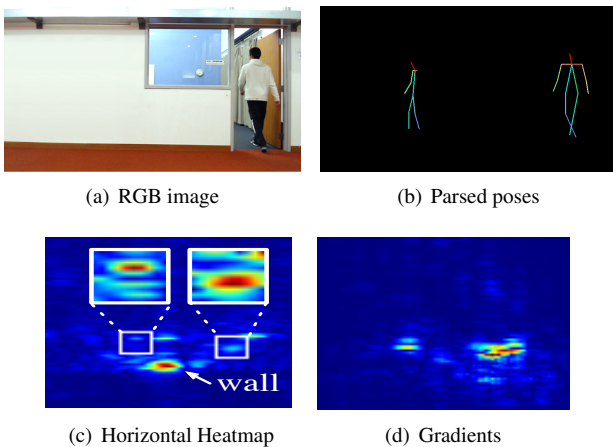 (a) RGB image
(b) Parsed poses
wall
(c) Horizontal Heatmap
(d) Gradients